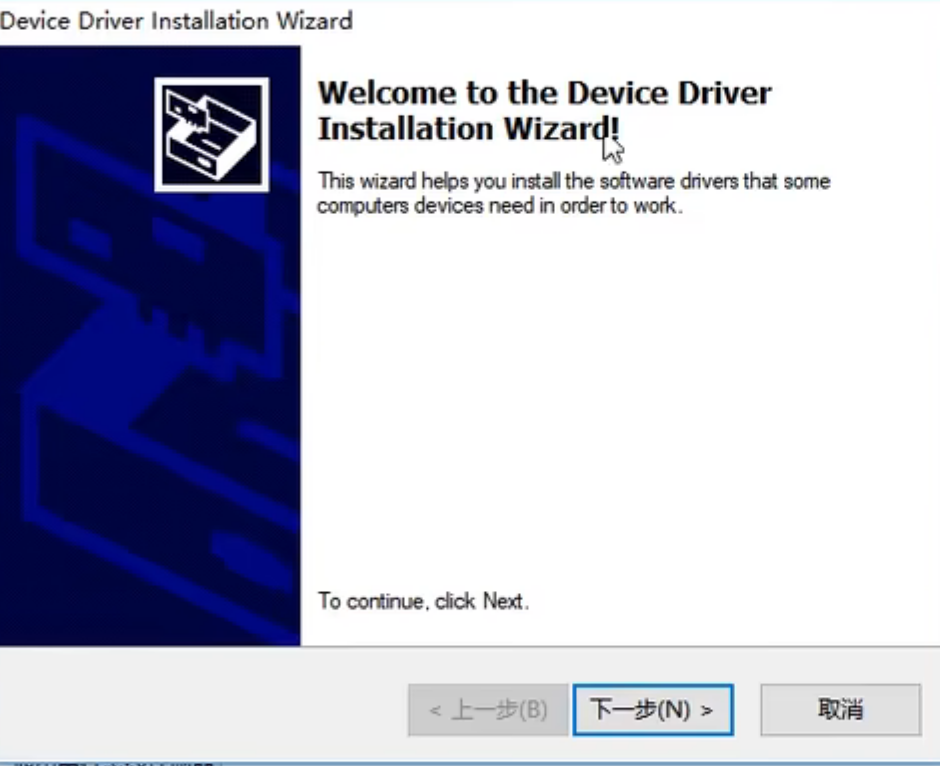 Device Driver Installation Wizard
Welcome to the Device Driver
Installation Wizard!
This wizard helps you install the software drivers that some
computers devices need in order to work.
To continue, click Next.
< 上一步(B) 下一步(N) > 取消